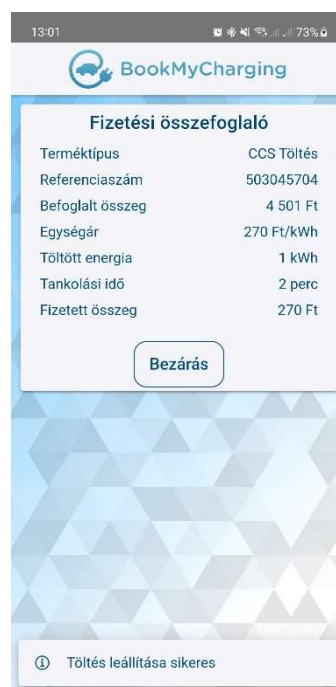 13:01 73%
BookMyCharging
Fizetési összefoglaló
Terméktípus CCS Töltés
Referenciaszám 503045704
Befoglalt összeg 4 501 Ft
Egységár 270 Ft/kWh
Töltött energia 1 kWh
Tankolási idő 2 perc
Fizetett összeg 270 Ft
Bezárás
Töltés leállítása sikeres